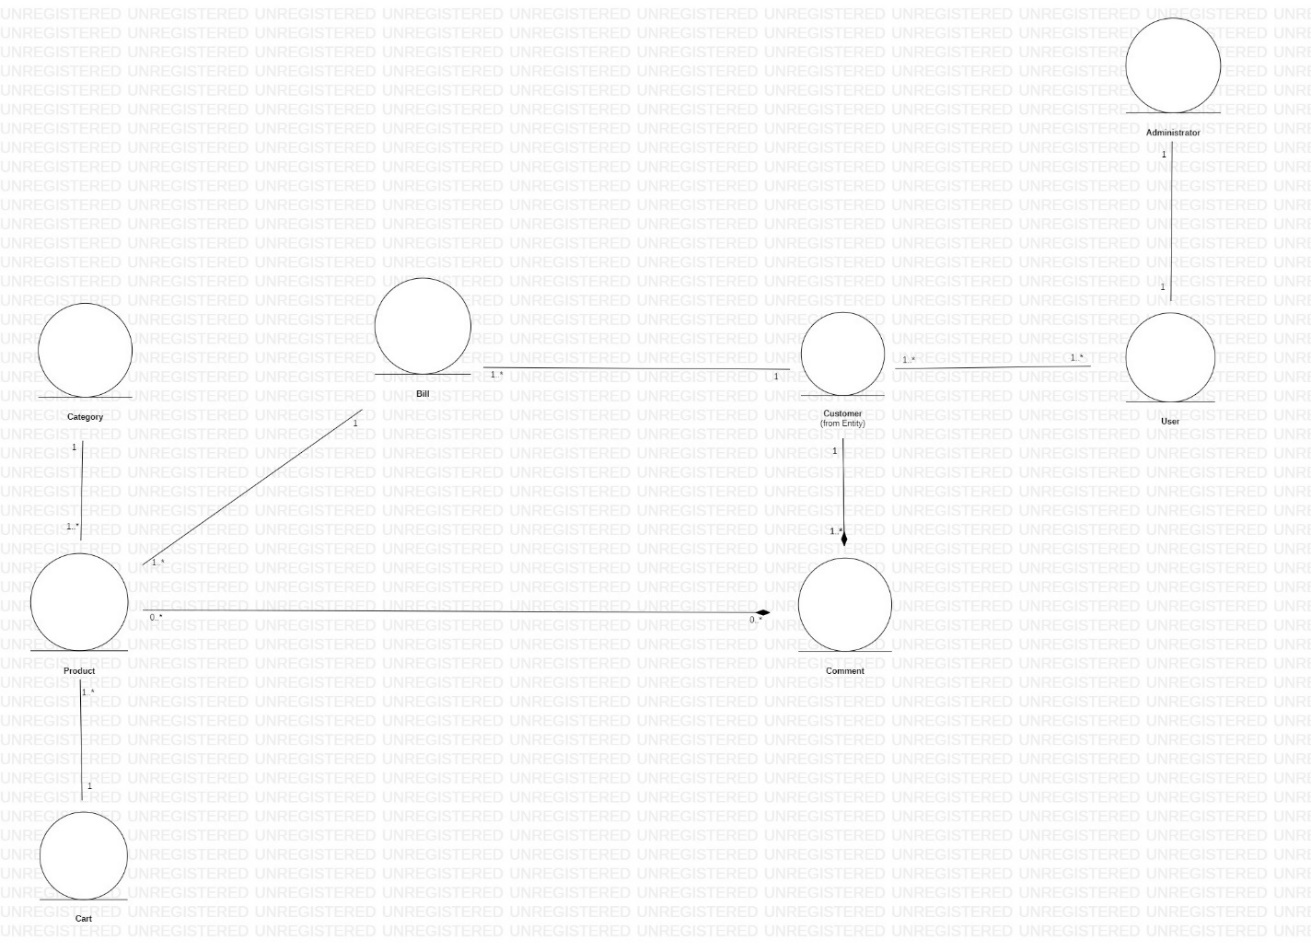 UNREGISTERED
Administrator
1
1
Category
Bill
Customer
(from Entity)
User
1..*
1
1..*
1..*
1
1..*
1
1..*
1
1..*
0..*
0..*
Product
Comment
1..*
1
Cart